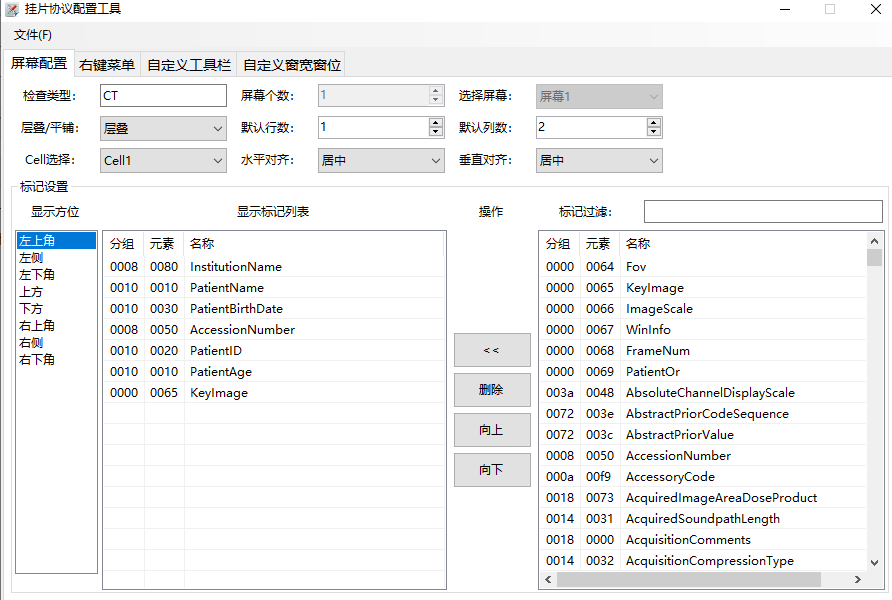 挂片协议配置工具
文件(F)
屏幕配置 右键菜单 自定义工具栏 自定义窗宽窗位
检查类型: CT 屏幕个数: 1 选择屏幕: 屏幕1
层叠/平铺: 层叠 默认行数: 1 默认列数: 2
Cell选择: Cell1 水平对齐: 居中 垂直对齐: 居中
标记设置
显示方位 显示标记列表 操作 标记过滤:
左上角
左侧
左下角
上方
下方
右上角
右侧
右下角
分组 元素 名称
0008 0080 InstitutionName
0010 0010 PatientName
0010 0030 PatientBirthDate
0008 0050 AccessionNumber
0010 0020 PatientID
0010 0010 PatientAge
0000 0065 KeyImage
<<
删除
向上
向下
分组 元素 名称
0000 0064 Fov
0000 0065 KeyImage
0000 0066 ImageScale
0000 0067 WinInfo
0000 0068 FrameNum
0000 0069 PatientOr
003a 0048 AbsoluteChannelDisplayScale
0072 003e AbstractPriorCodeSequence
0072 003c AbstractPriorValue
0008 0050 AccessionNumber
000a 00f9 AccessoryCode
0018 0073 AcquiredImageAreaDoseProduct
0014 0031 AcquiredSoundpathLength
0018 0000 AcquisitionComments
0014 0032 AcquisitionCompressionType